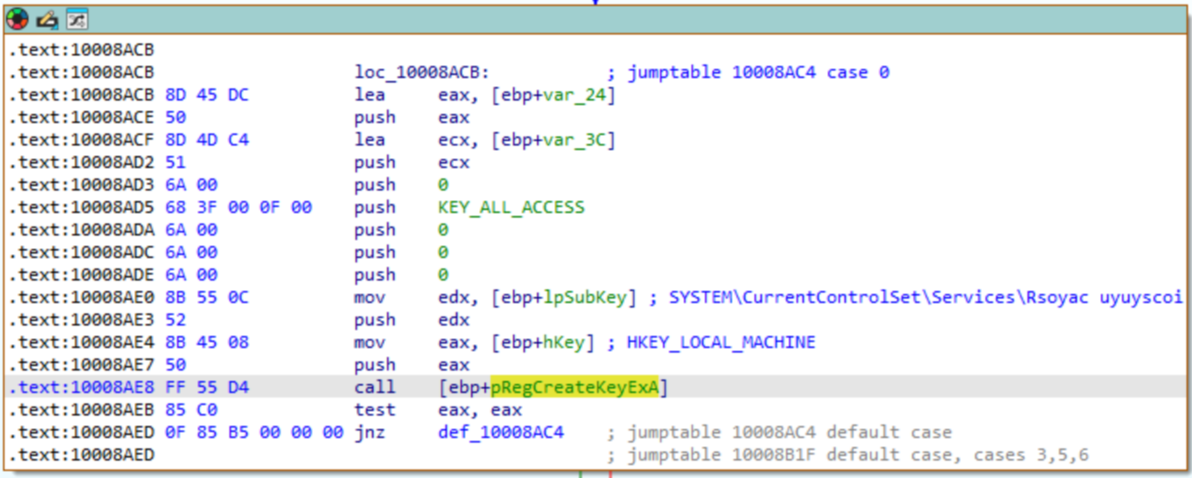 .text:10008ACB
.text:10008ACB loc_10008ACB: ; jumptable 10008AC4 case 0
.text:10008ACB 8D 45 DC lea eax, [ebp+var_24]
.text:10008ACE 50 push eax
.text:10008ACF 8D 4D C4 lea ecx, [ebp+var_3C]
.text:10008AD2 51 push ecx
.text:10008AD3 6A 00 push 0
.text:10008AD5 68 3F 00 0F 00 push KEY_ALL_ACCESS
.text:10008ADA 6A 00 push 0
.text:10008ADC 6A 00 push 0
.text:10008ADE 6A 00 push 0
.text:10008AE0 8B 55 0C mov edx, [ebp+lpSubKey] ; SYSTEM\CurrentControlSet\Services\Rsoyac uyuyscoi
.text:10008AE3 52 push edx
.text:10008AE4 8B 45 08 mov eax, [ebp+hKey] ; HKEY_LOCAL_MACHINE
.text:10008AE7 50 push eax
.text:10008AE8 FF 55 D4 call [ebp+pRegCreateKeyExA]
.text:10008AEB 85 C0 test eax, eax
.text:10008AED 0F 85 B5 00 00 00 jnz def_10008AC4 ; jumptable 10008AC4 default case
.text:10008AED ; jumptable 10008B1F default case, cases 3,5,6